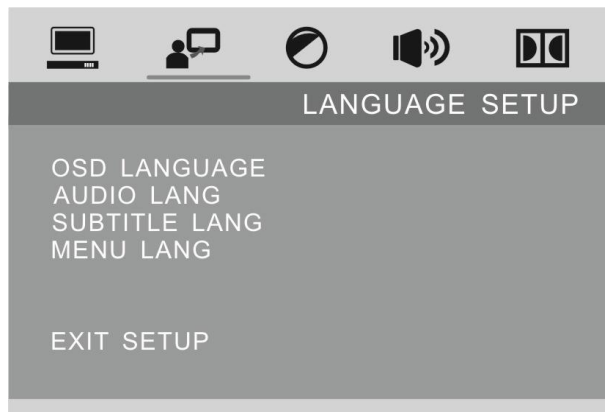 LANGUAGE SETUP
OSD LANGUAGE
AUDIO LANG
SUBTITLE LANG
MENU LANG
EXIT SETUP